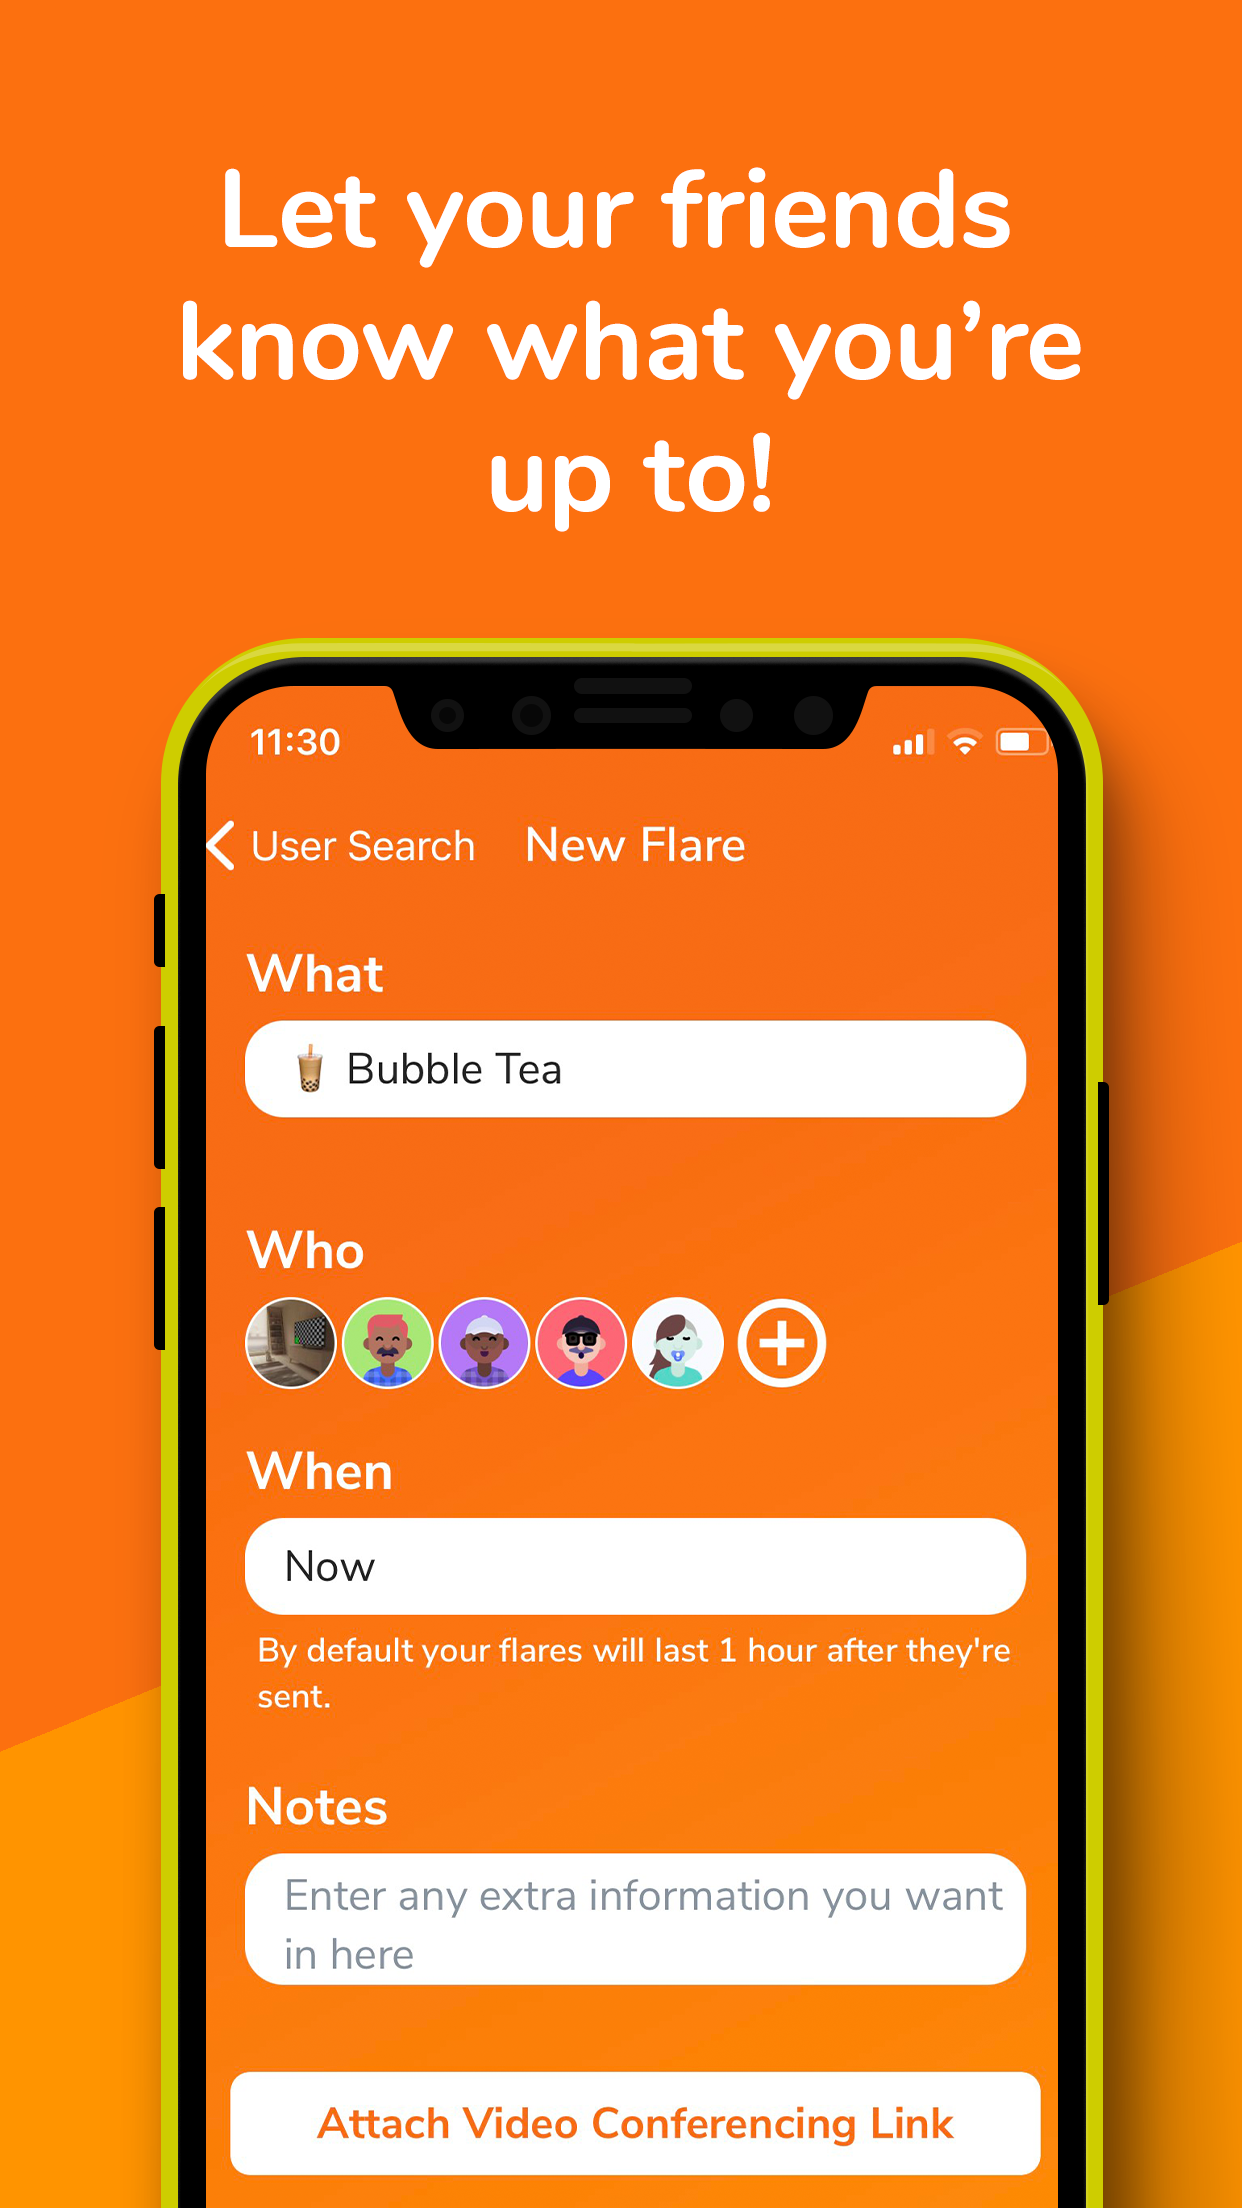 Let your friends
know what you’re
up to!
11:30
User Search New Flare
What
🧋 Bubble Tea
Who
When
Now
By default your flares will last 1 hour after they're
sent.
Notes
Enter any extra information you want
in here
Attach Video Conferencing Link